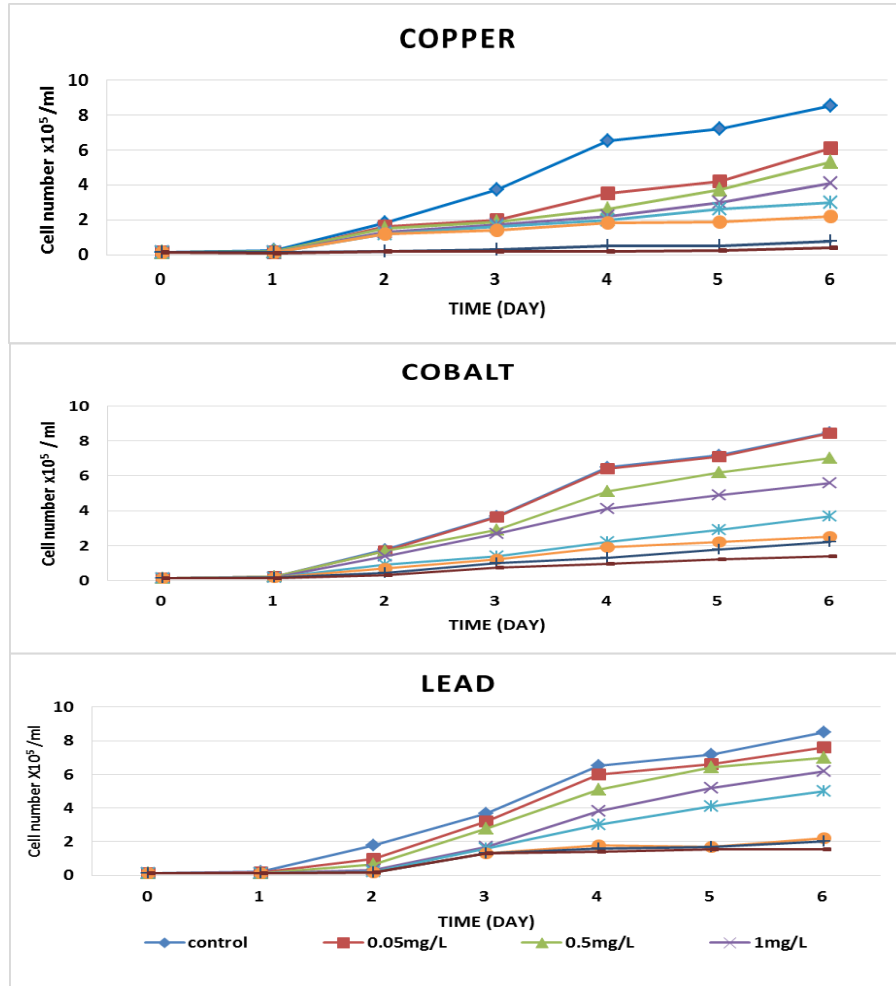 COPPER
10
8
6
4
2
0
Cell number x10⁵ /ml
0 1 2 3 4 5 6
TIME (DAY)
COBALT
10
8
6
4
2
0
Cell number x10⁵ / ml
0 1 2 3 4 5 6
TIME (DAY)
LEAD
10
8
6
4
2
0
Cell number X10⁵ /ml
0 1 2 3 4 5 6
TIME (DAY)
control 0.05mg/L 0.5mg/L 1mg/L